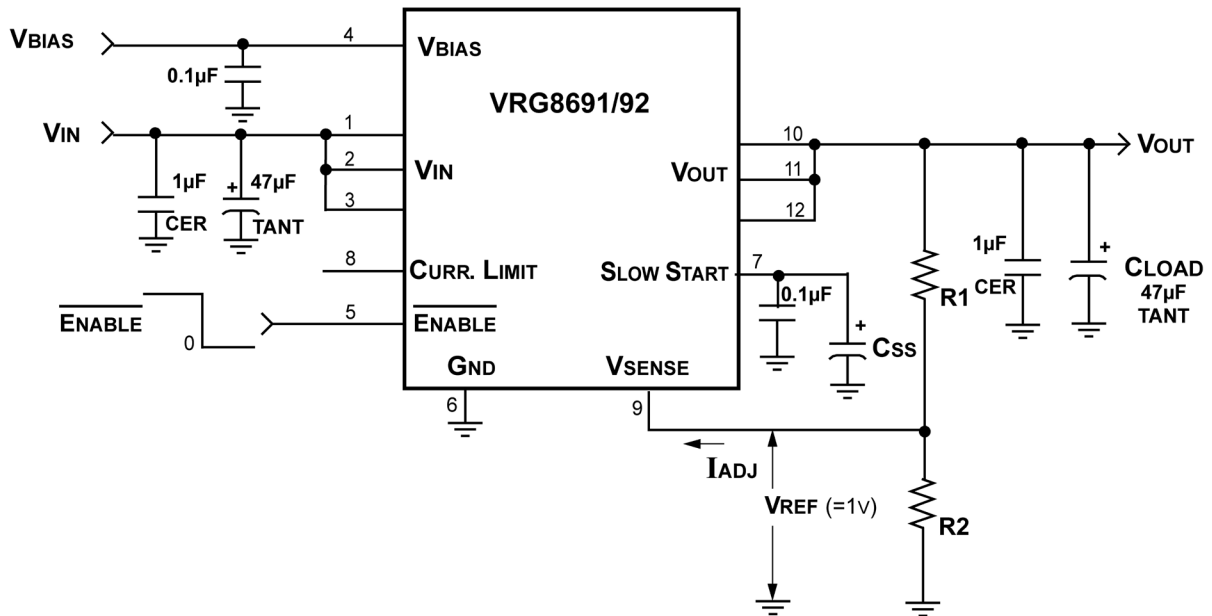 VBIAS
4
VBIAS
0.1µF
VRG8691/92
VIN
1
10
VOUT
2
VIN
VOUT
11
1µF
+
47µF
3
12
CER
TANT
8
CURR. LIMIT
SLOW START
7
1µF
+
CLOAD
0.1µF
R1
CER
47µF
TANT
ENABLE
0
5
ENABLE
+
CSS
GND
VSENSE
6
9
IADJ
VREF (=1V)
R2